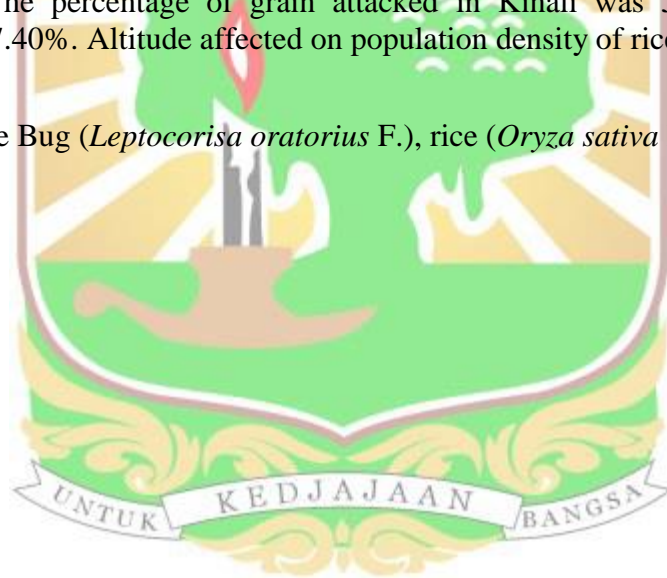 The percentage of grain attacked in Kinali was
7.40%. Altitude affected on population density of rice
Bug (Leptocorisa oratorius F.), rice (Oryza sativa
UNTUK KEDJAJAAN BANGSA